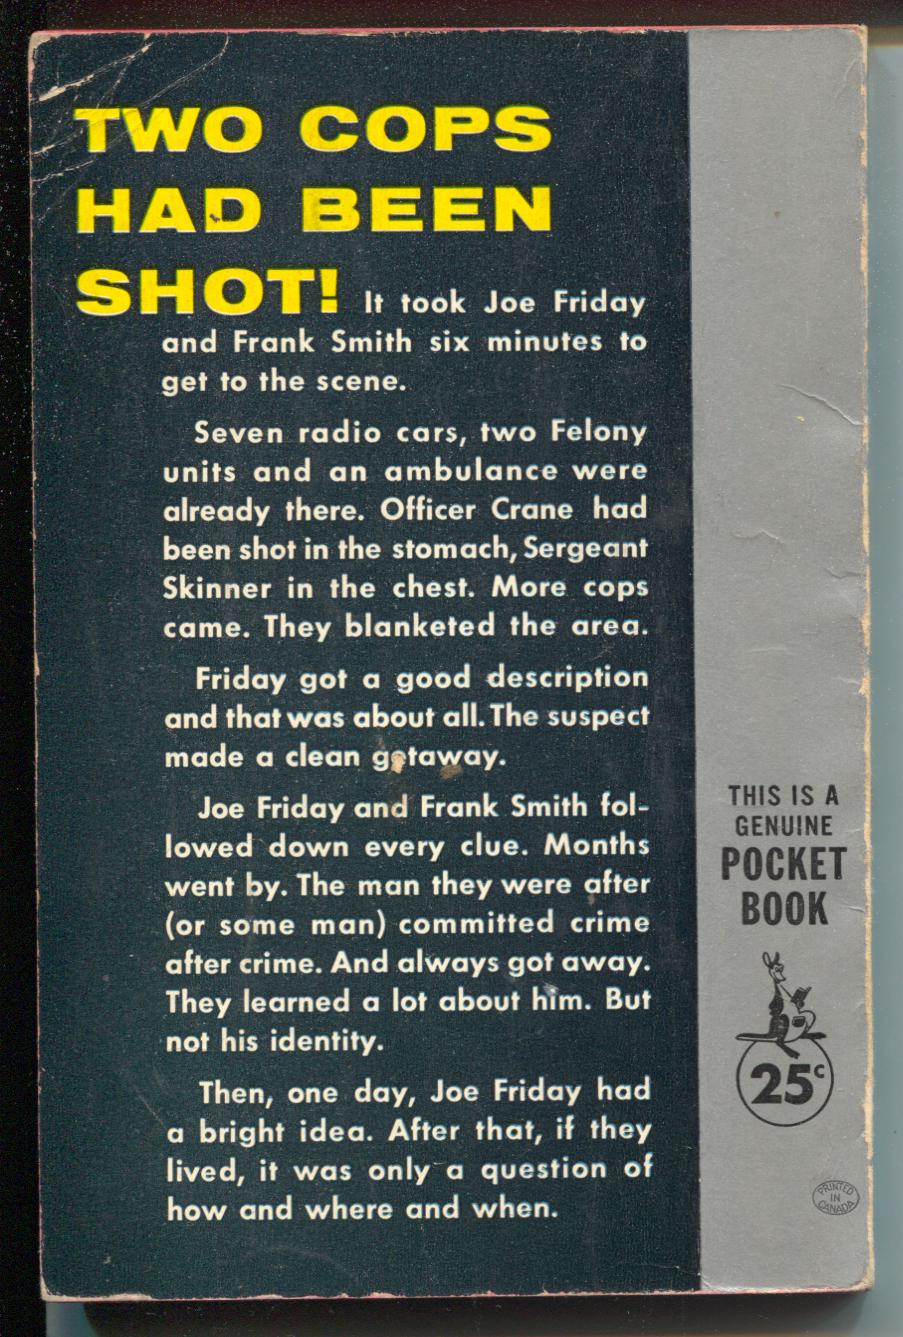 TWO COPS
HAD BEEN
SHOT! It took Joe Friday
and Frank Smith six minutes to
get to the scene.
Seven radio cars, two Felony
units and an ambulance were
already there. Officer Crane had
been shot in the stomach, Sergeant
Skinner in the chest. More cops
came. They blanketed the area.
Friday got a good description
and that was about all. The suspect
made a clean getaway.
Joe Friday and Frank Smith fol-
lowed down every clue. Months
went by. The man they were after
(or some man) committed crime
after crime. And always got away.
They learned a lot about him. But
not his identity.
Then, one day, Joe Friday had
a bright idea. After that, if they
lived, it was only a question of
how and where and when.
THIS IS A
GENUINE
POCKET
BOOK
25¢
PRINTED
IN
CANADA